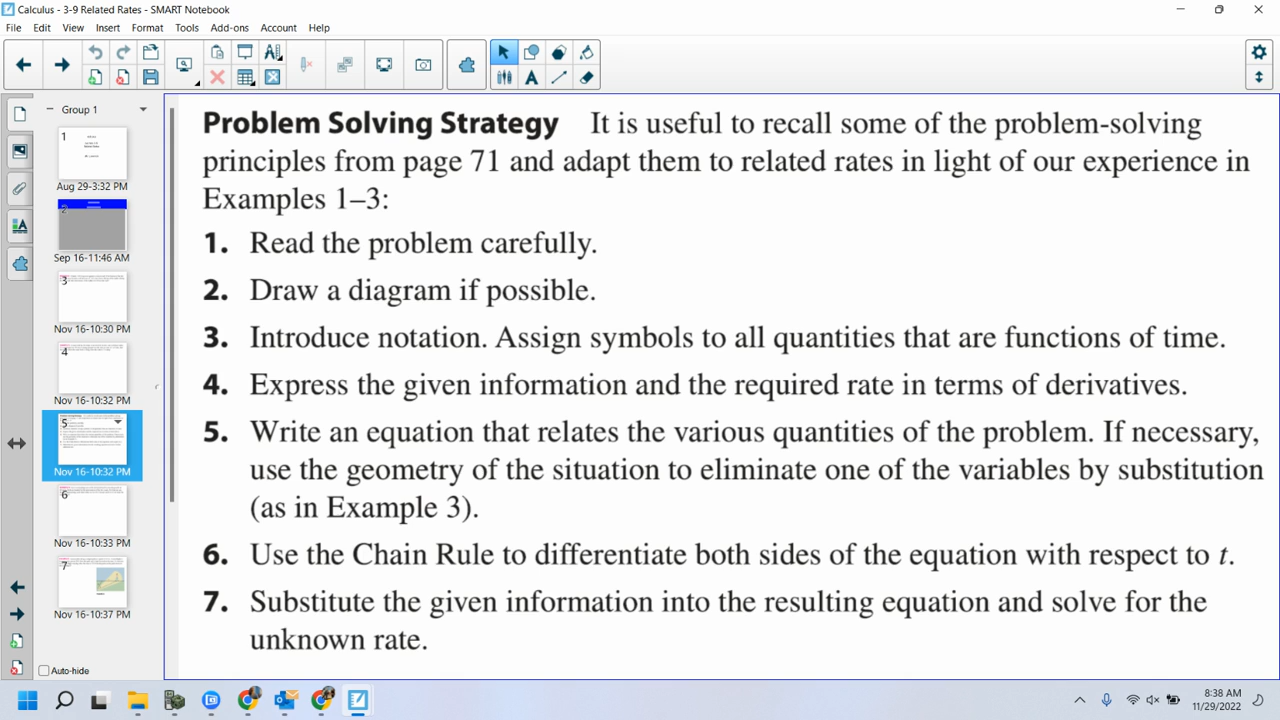 Calculus - 3-9 Related Rates - SMART Notebook
File Edit View Insert Format Tools Add-ons Account Help
Group 1
1
Aug 29-3:32 PM
2
Sep 16-11:46 AM
3
Nov 16-10:30 PM
4
Nov 16-10:32 PM
5
Nov 16-10:32 PM
6
Nov 16-10:33 PM
7
Nov 16-10:37 PM
Auto-hide
Problem Solving Strategy It is useful to recall some of the problem-solving
principles from page 71 and adapt them to related rates in light of our experience in
Examples 1–3:
1. Read the problem carefully.
2. Draw a diagram if possible.
3. Introduce notation. Assign symbols to all quantities that are functions of time.
4. Express the given information and the required rate in terms of derivatives.
5. Write an equation that relates the various quantities of the problem. If necessary,
use the geometry of the situation to eliminate one of the variables by substitution
(as in Example 3).
6. Use the Chain Rule to differentiate both sides of the equation with respect to t.
7. Substitute the given information into the resulting equation and solve for the
unknown rate.
8:38 AM
11/29/2022